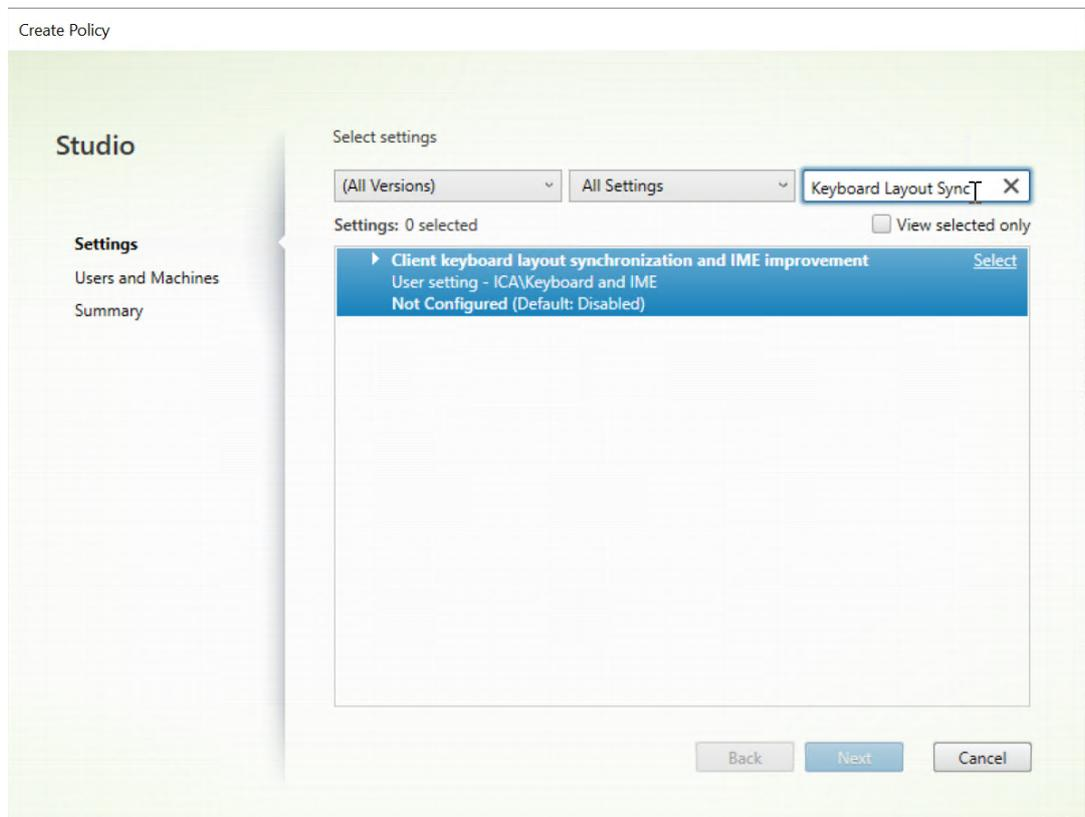 Create Policy
Studio
Settings
Users and Machines
Summary
Select settings
(All Versions)
All Settings
Keyboard Layout Sync
Settings: 0 selected
View selected only
Client keyboard layout synchronization and IME improvement
Select
User setting - ICA\Keyboard and IME
Not Configured (Default: Disabled)
Back
Next
Cancel